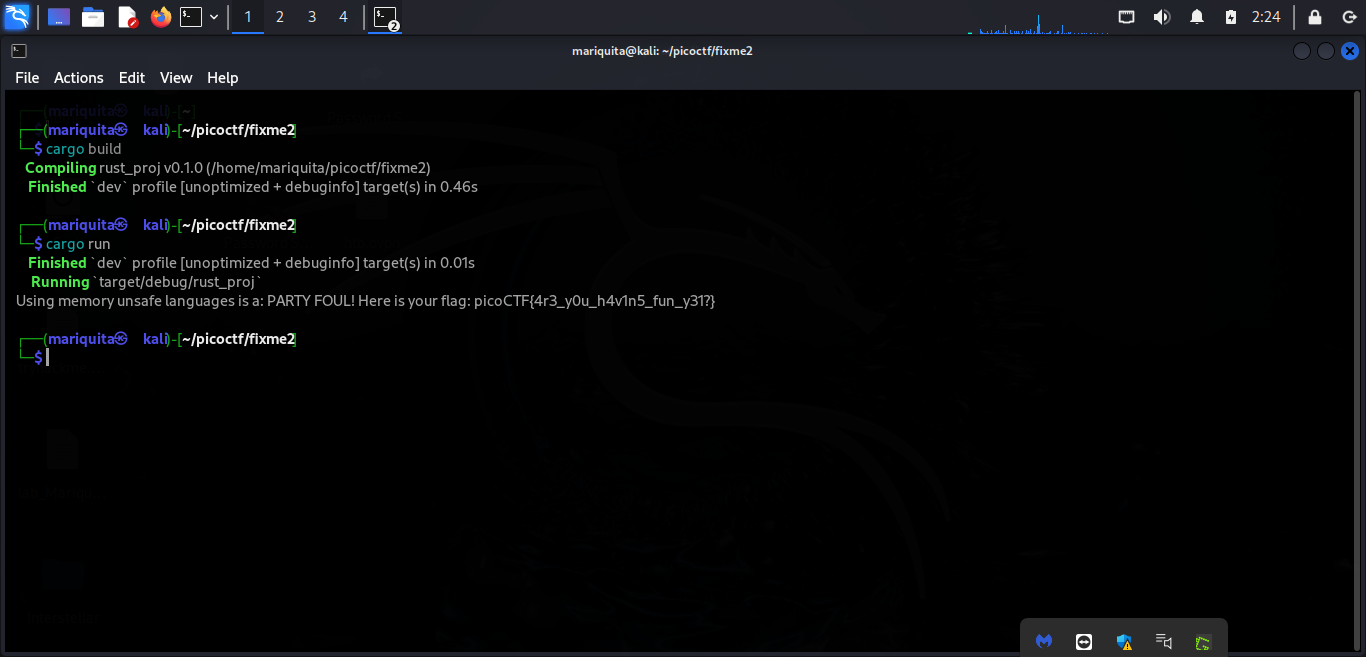 1 2 3 4 2 2:24
mariquita@kali: ~/picoctf/fixme2
File Actions Edit View Help
(mariquita㉿ kali)-[~]
┌──(mariquita㉿ kali)-[~/picoctf/fixme2]
└─$ cargo build
Compiling rust_proj v0.1.0 (/home/mariquita/picoctf/fixme2)
Finished `dev` profile [unoptimized + debuginfo] target(s) in 0.46s
┌──(mariquita㉿ kali)-[~/picoctf/fixme2]
└─$ cargo run
Finished `dev` profile [unoptimized + debuginfo] target(s) in 0.01s
Running `target/debug/rust_proj`
Using memory unsafe languages is a: PARTY FOUL! Here is your flag: picoCTF{4r3_y0u_h4v1n5_fun_y31?}
┌──(mariquita㉿ kali)-[~/picoctf/fixme2]
└─$